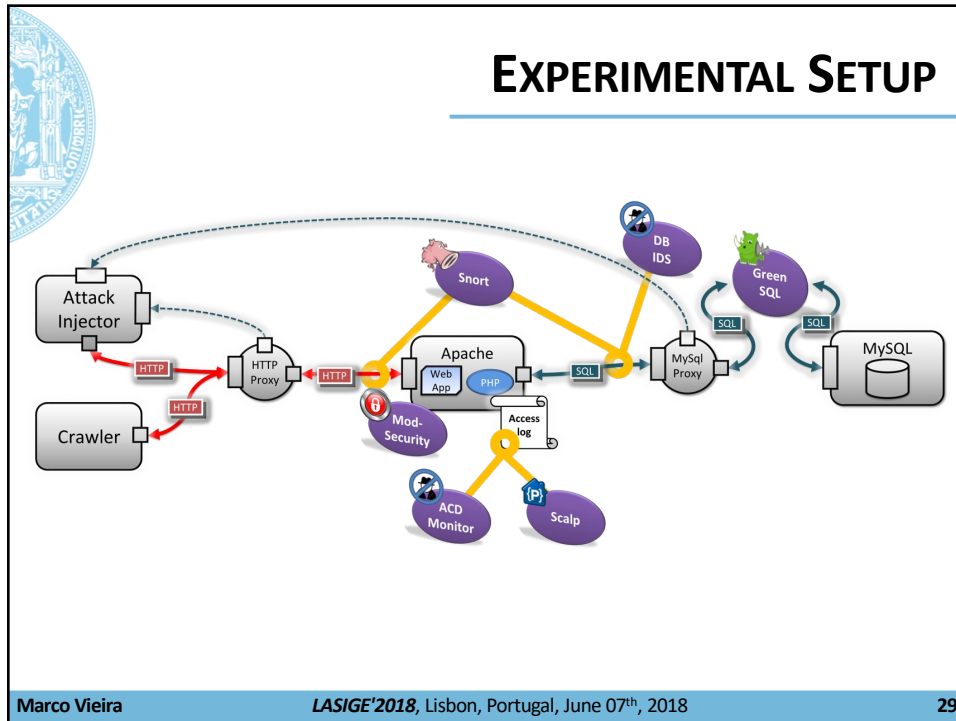 EXPERIMENTAL SETUP
DB
IDS
Snort
Green
SQL
Attack
Injector
SQL
SQL
HTTP
Proxy
Apache
MySql
Proxy
MySQL
HTTP
HTTP
Web
App
PHP
SQL
HTTP
Crawler
Mod-
Security
Access
log
ACD
Monitor
{P}
Scalp
Marco Vieira
LASIGE'2018, Lisbon, Portugal, June 07th, 2018
29